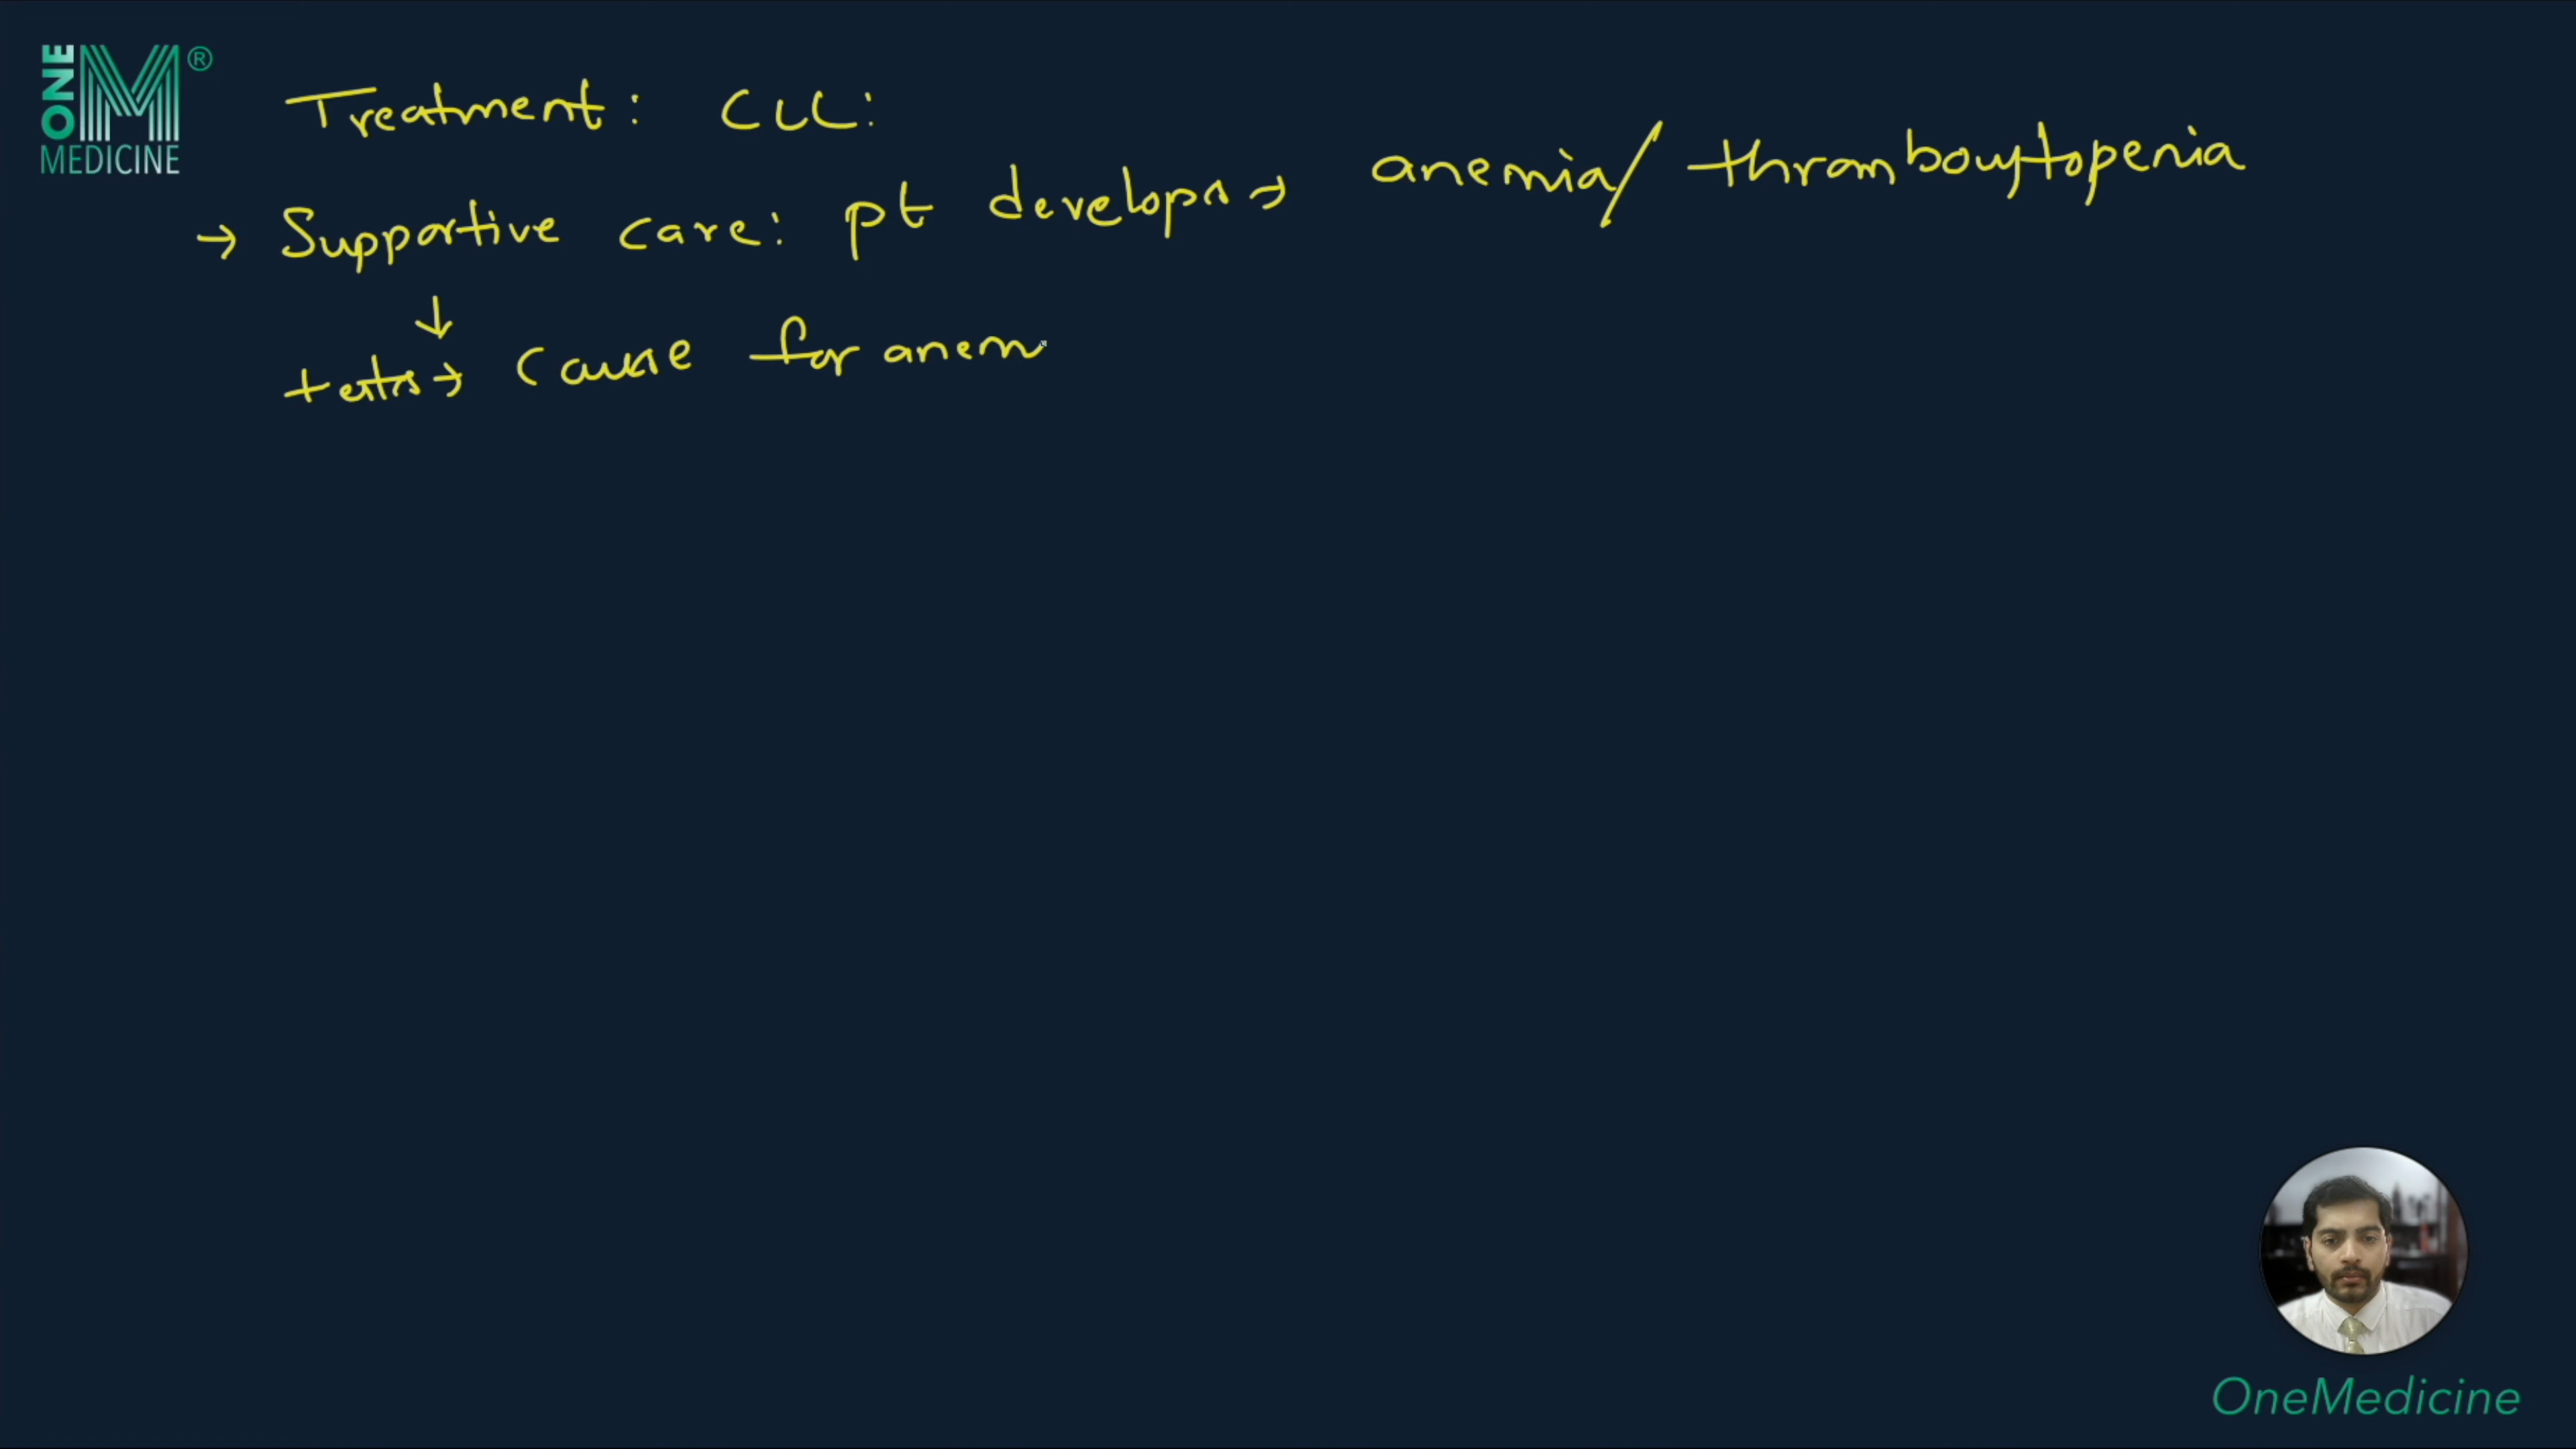 ONE M ®
MEDICINE
Treatment: CLL:
→ Supportive care: pt develops → anemia/ thrombocytopenia
↓
tests → cause for anem
OneMedicine